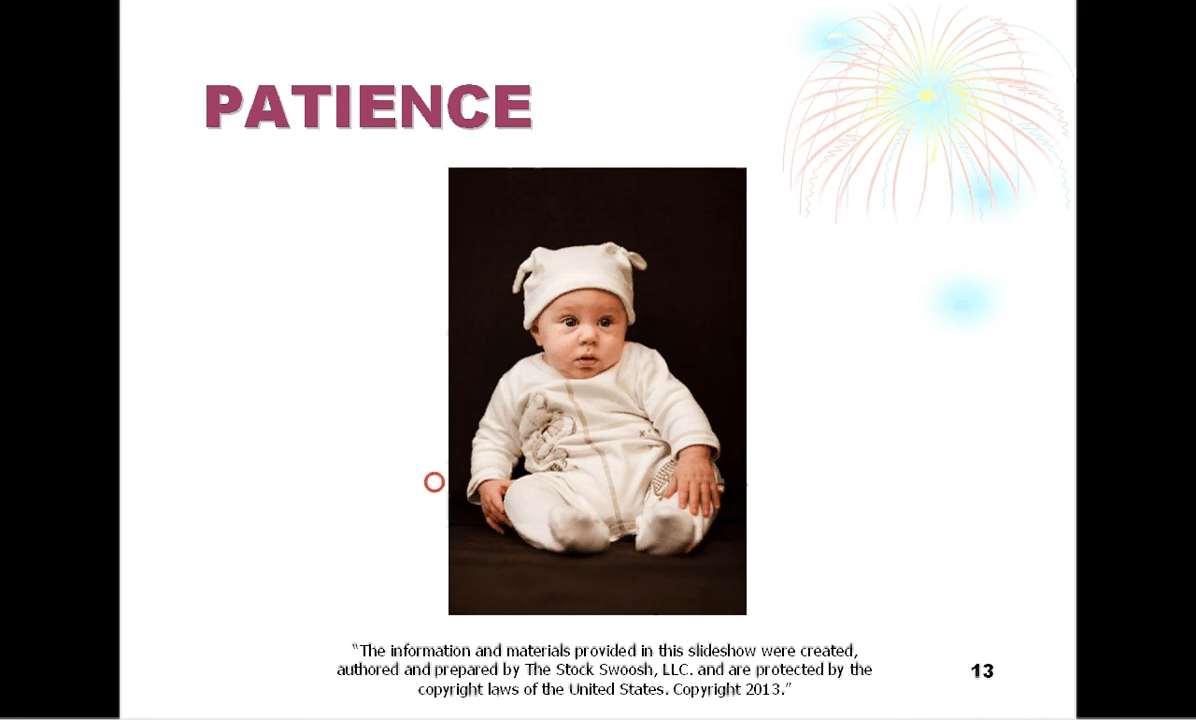 PATIENCE
“The information and materials provided in this slideshow were created,
authored and prepared by The Stock Swoosh, LLC. and are protected by the
copyright laws of the United States. Copyright 2013.”
13